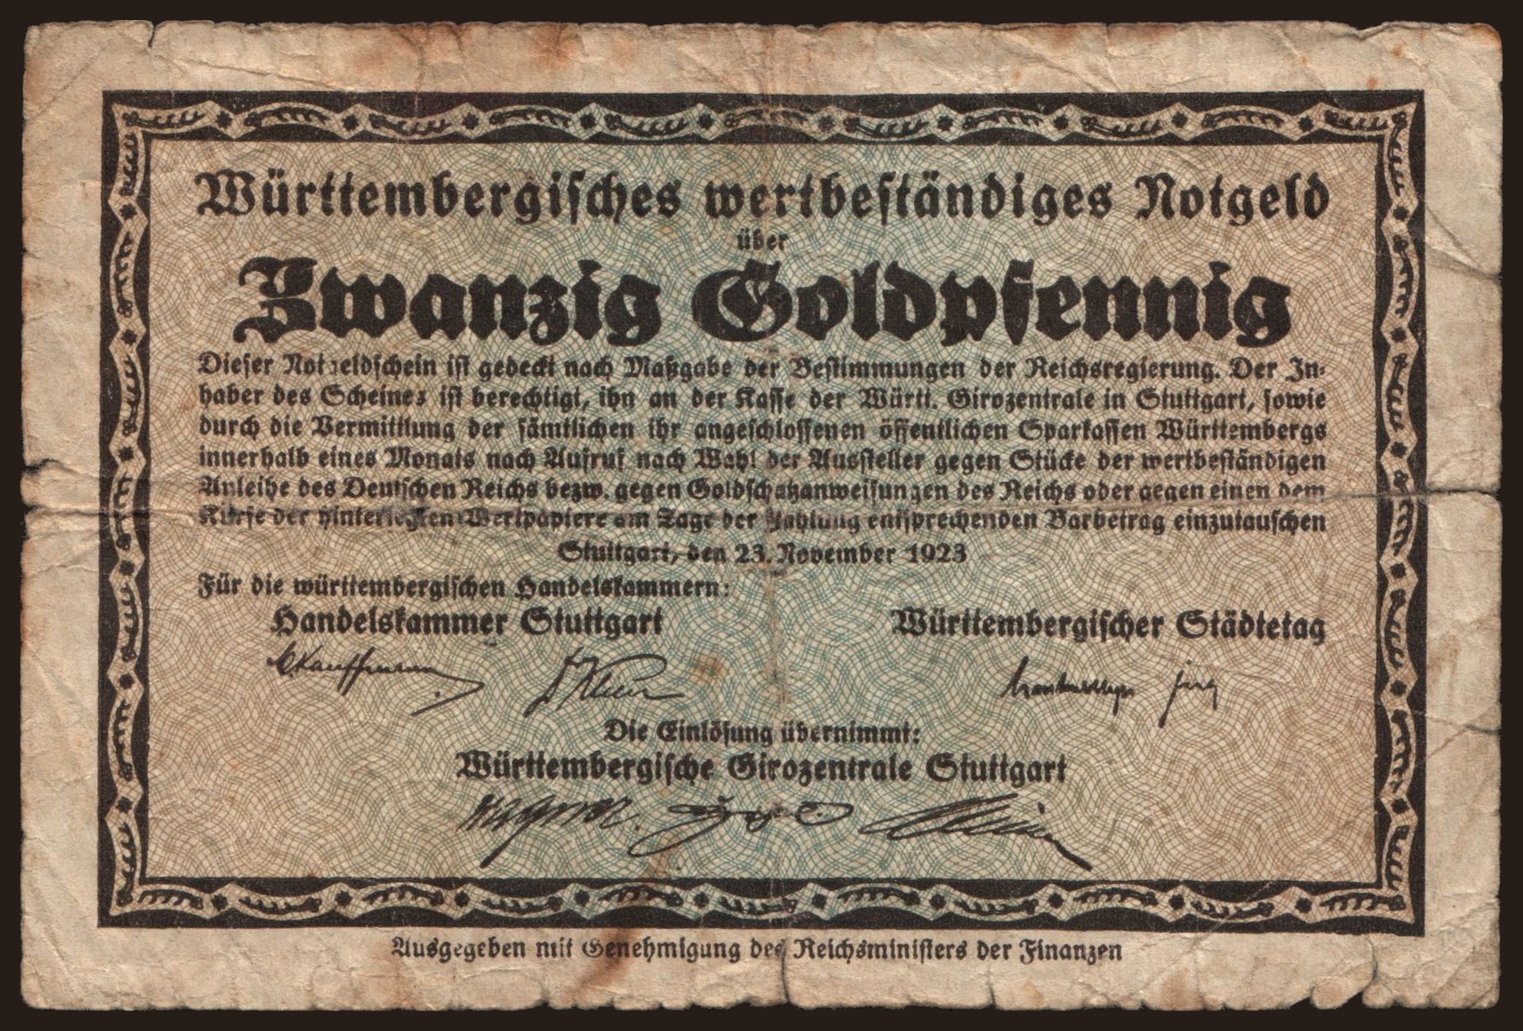 Württembergisches wertbeständiges Notgeld
über
Zwanzig Goldpfennig
Dieser Notgeldschein ist gedeckt nach Maßgabe der Bestimmungen der Reichsregierung. Der In-
haber des Scheines ist berechtigt, ihn an der Kasse der Württ. Girozentrale in Stuttgart, sowie
durch die Vermittlung der sämtlichen ihr angeschlossenen öffentlichen Sparkassen Württembergs
innerhalb eines Monats nach Aufruf nach Wahl der Aussteller gegen Stücke der wertbeständigen
Anleihe des Deutschen Reichs bezw. gegen Goldschatzanweisungen des Reichs oder gegen einen dem
Kurse der hinterlegten Wertpapiere am Tage der Zahlung entsprechenden Barbetrag einzutauschen
Stuttgart, den 23. November 1923
Für die württembergischen Handelskammern:
Handelskammer Stuttgart Württembergischer Städtetag
Die Einlösung übernimmt:
Württembergische Girozentrale Stuttgart
Ausgegeben mit Genehmigung des Reichsministers der Finanzen